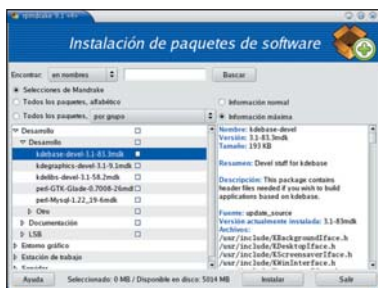 rpmdrake 9.1 <4>
Instalación de paquetes de software
Encontrar: en nombres Buscar
Selecciones de Mandrake
Todos los paquetes, alfabético
Todos los paquetes, por grupo
Información normal
Información máxima
Desarrollo
Desarrollo
kdebase-devel-3.1-83.3mdk
kdegraphics-devel-3.1-9.1mdk
kdelibs-devel-3.1-58.2mdk
perl-GTK-Glade-0.7008-26mdk
perl-Mysql-1.22_19-6mdk
Otro
Documentación
LSB
Entorno gráfico
Estación de trabajo
Servidor
Nombre: kdebase-devel
Versión: 3.1-83.3mdk
Tamaño: 193 KB
Resumen: Devel stuff for kdebase
Descripción: This package contains
header files needed if you wish to build
applications based on kdebase.
Fuente: update_source
Versión actualmente instalada: 3.1-83mdk
Archivos:
/usr/include/KBackgroundIface.h
/usr/include/KDesktopIface.h
/usr/include/KScreensaverIface.h
/usr/include/KWinInterface.h
Ayuda Seleccionado: 0 MB / Disponible en disco: 5014 MB Instalar Salir